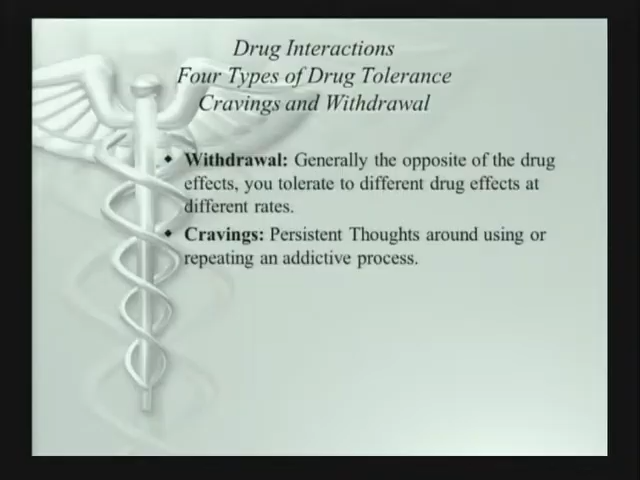 Drug Interactions
Four Types of Drug Tolerance
Cravings and Withdrawal
• Withdrawal: Generally the opposite of the drug
effects, you tolerate to different drug effects at
different rates.
• Cravings: Persistent Thoughts around using or
repeating an addictive process.